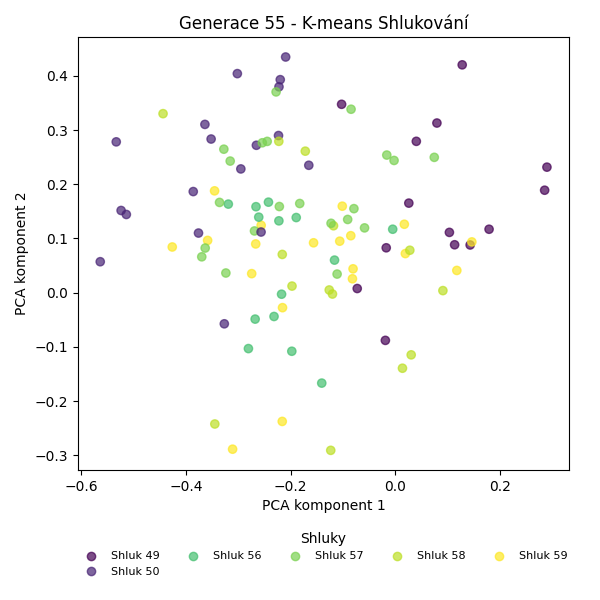 Generace 55 - K-means Shlukování
PCA komponent 2
0.4
0.3
0.2
0.1
0.0
−0.1
−0.2
−0.3
−0.6
−0.4
−0.2
0.0
0.2
PCA komponent 1
Shluky
Shluk 49
Shluk 56
Shluk 57
Shluk 58
Shluk 59
Shluk 50